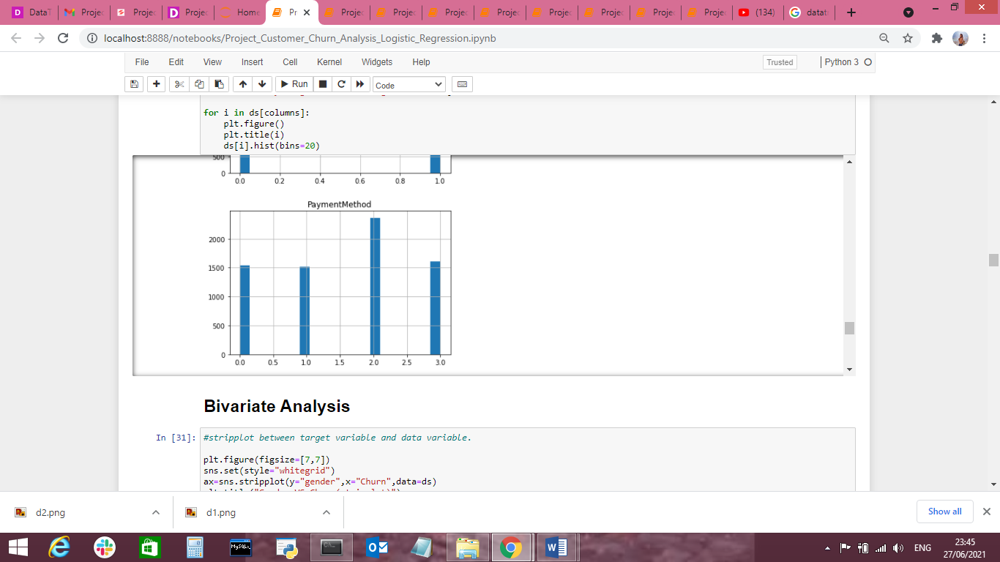 DataT
Projec
Projec
Projec
Home
Pr
Projec
Projec
Projec
Projec
Projec
Projec
Projec
Projec
(134)
datat
localhost:8888/notebooks/Project_Customer_Churn_Analysis_Logistic_Regression.ipynb
File Edit View Insert Cell Kernel Widgets Help
Trusted
Python 3
Run
Code
for i in ds[columns]:
plt.figure()
plt.title(i)
ds[i].hist(bins=20)
500
0
0.0 0.2 0.4 0.6 0.8 1.0
PaymentMethod
2000
1500
1000
500
0
0.0 0.5 1.0 1.5 2.0 2.5 3.0
Bivariate Analysis
In [31]:
#stripplot between target variable and data variable.
plt.figure(figsize=[7,7])
sns.set(style="whitegrid")
ax=sns.stripplot(y="gender",x="Churn",data=ds)
d2.png
d1.png
Show all
MySQL
ENG
23:45
27/06/2021